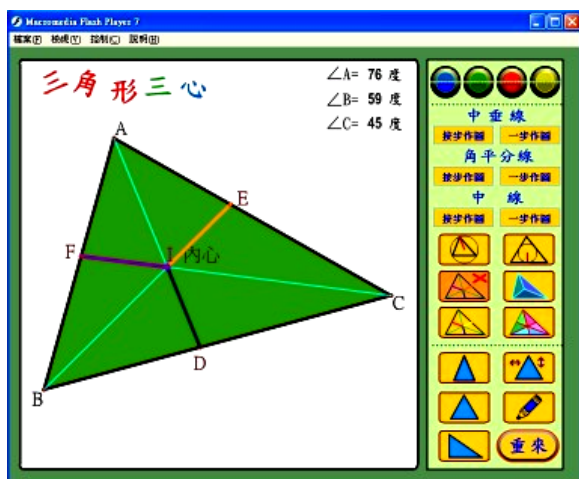 Macromedia Flash Player 7
檔案(F) 檢視(V) 控制(C) 說明(H)
三角形三心
∠A= 76 度
∠B= 59 度
∠C= 45 度
A
E
F
I 內心
C
D
B
中垂線
按步作圖 一步作圖
角平分線
按步作圖 一步作圖
中線
按步作圖 一步作圖
重來